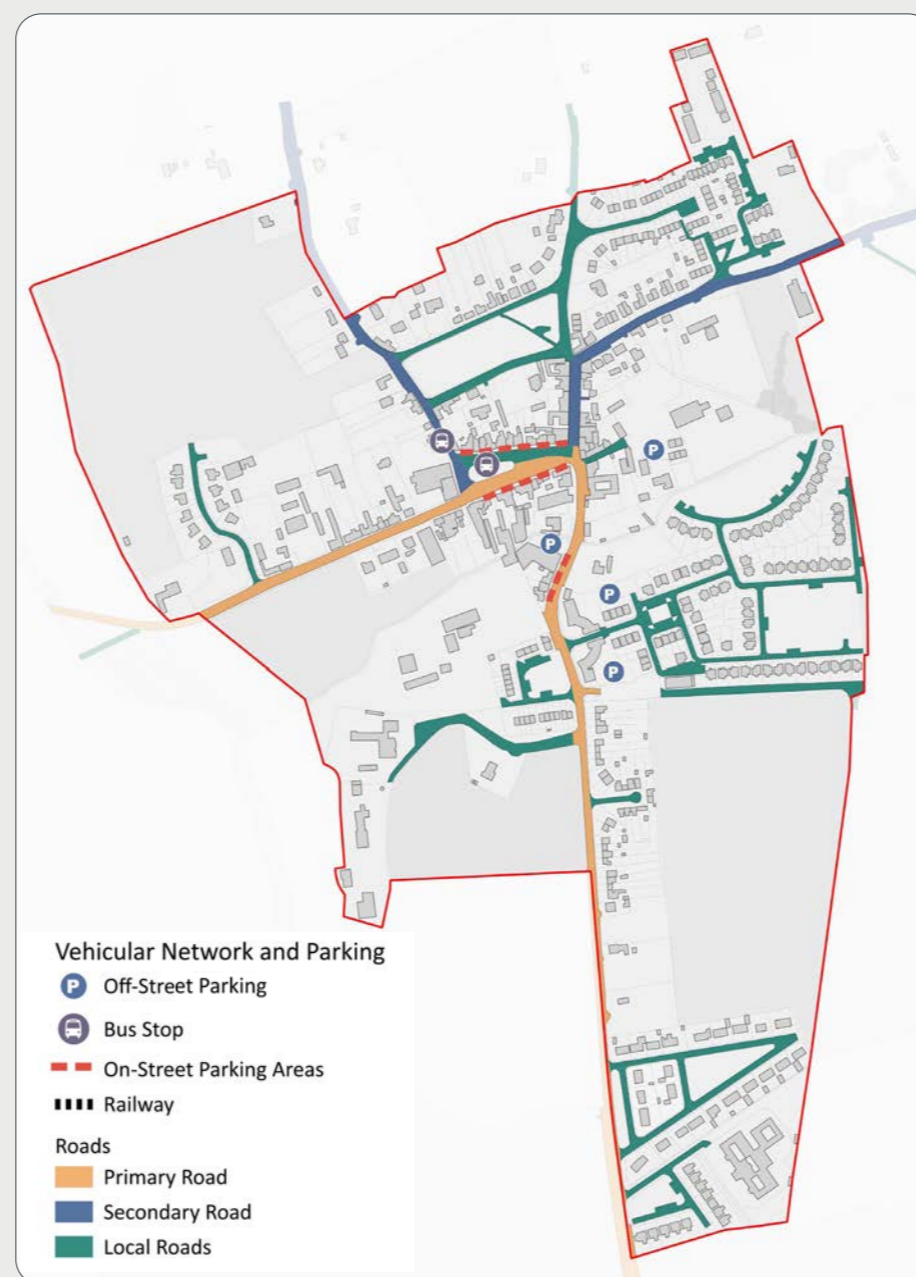 P
P
P
P
Vehicular Network and Parking
P Off-Street Parking
Bus Stop
On-Street Parking Areas
Railway
Roads
Primary Road
Secondary Road
Local Roads